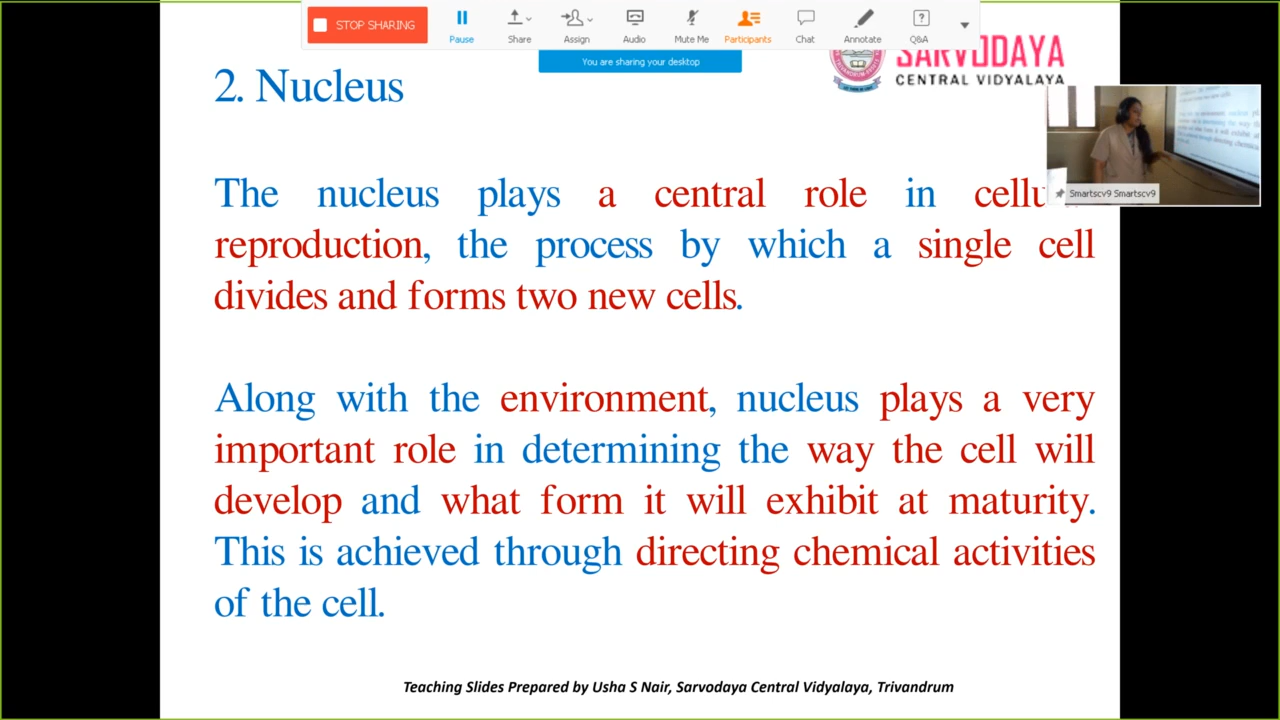 STOP SHARING
Pause
Share
Assign
Audio
Mute Me
Participants
Chat
Annotate
Q&A
You are sharing your desktop
SARVODAYA
CENTRAL VIDYALAYA
2. Nucleus
Smartscv9 Smartscv9
The nucleus plays a central role in
reproduction, the process by which a single cell
divides and forms two new cells.
Along with the environment, nucleus plays a very
important role in determining the way the cell will
develop and what form it will exhibit at maturity.
This is achieved through directing chemical activities
of the cell.
Teaching Slides Prepared by Usha S Nair, Sarvodaya Central Vidyalaya, Trivandrum